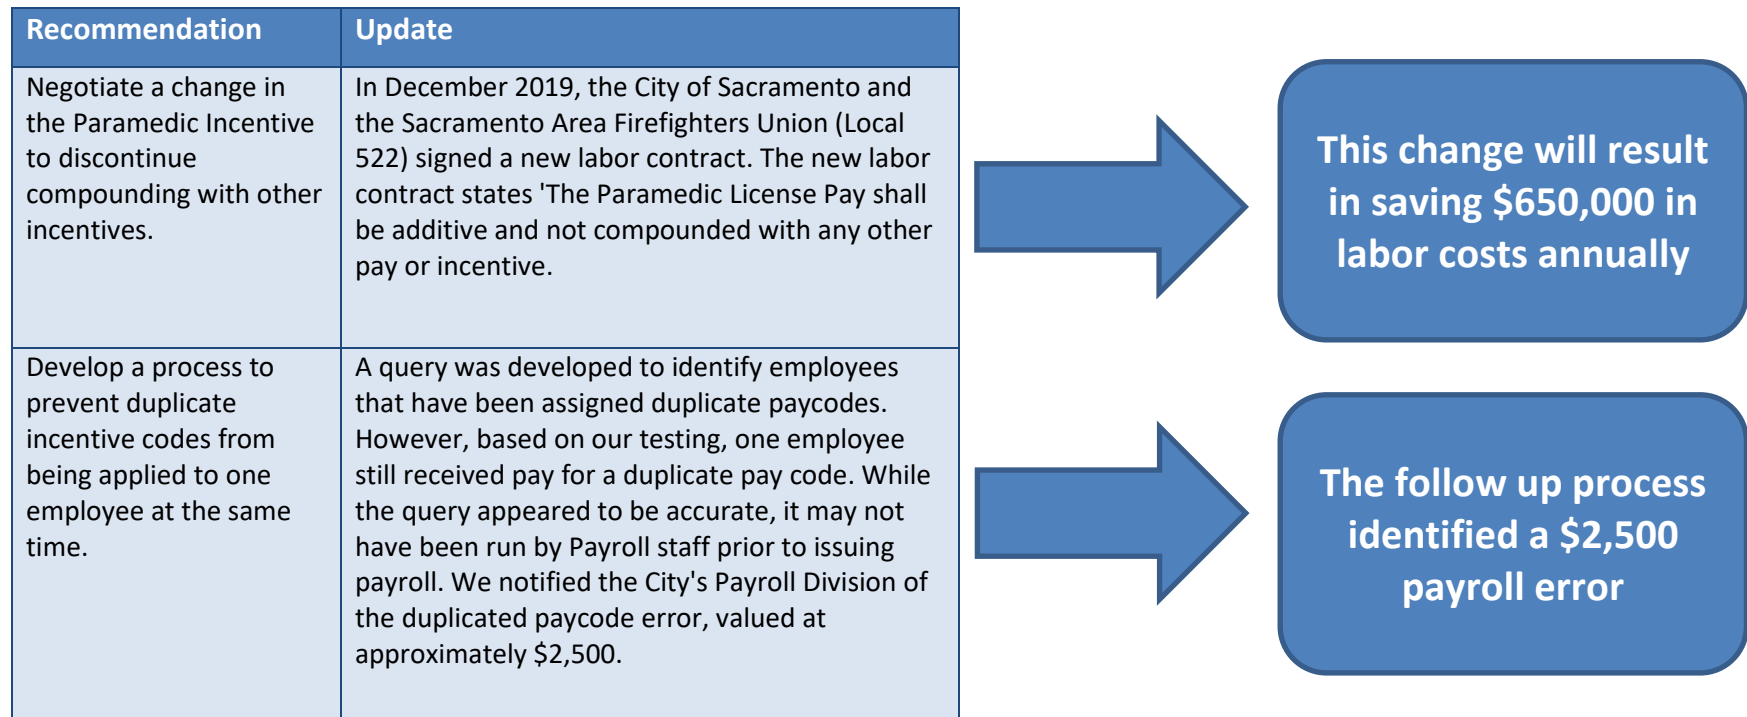 Recommendation
Update
Negotiate a change in
the Paramedic Incentive
to discontinue
compounding with other
incentives.
In December 2019, the City of Sacramento and
the Sacramento Area Firefighters Union (Local
522) signed a new labor contract. The new labor
contract states 'The Paramedic License Pay shall
be additive and not compounded with any other
pay or incentive.
This change will result
in saving $650,000 in
labor costs annually
Develop a process to
prevent duplicate
incentive codes from
being applied to one
employee at the same
time.
A query was developed to identify employees
that have been assigned duplicate paycodes.
However, based on our testing, one employee
still received pay for a duplicate pay code. While
the query appeared to be accurate, it may not
have been run by Payroll staff prior to issuing
payroll. We notified the City's Payroll Division of
the duplicated paycode error, valued at
approximately $2,500.
The follow up process
identified a $2,500
payroll error